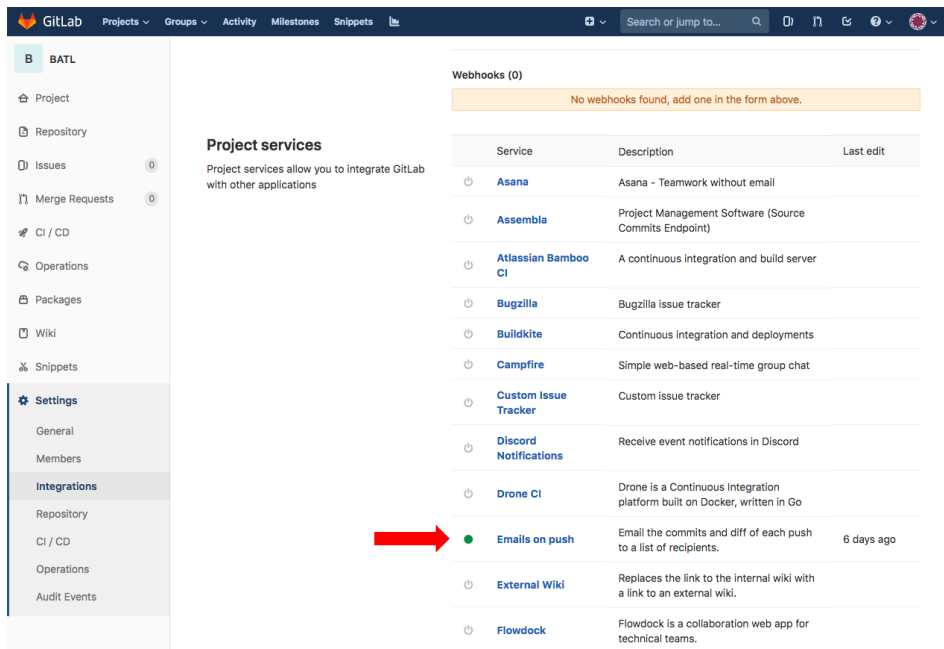 GitLab Projects Groups Activity Milestones Snippets Search or jump to...
B BATL
Project
Repository
Issues 0
Merge Requests 0
CI / CD
Operations
Packages
Wiki
Snippets
Settings
General
Members
Integrations
Repository
CI / CD
Operations
Audit Events
Project services
Project services allow you to integrate GitLab
with other applications
Webhooks (0)
No webhooks found, add one in the form above.
Service Description Last edit
Asana Asana - Teamwork without email
Assembla Project Management Software (Source
Commits Endpoint)
Atlassian Bamboo A continuous integration and build server
CI
Bugzilla Bugzilla issue tracker
Buildkite Continuous integration and deployments
Campfire Simple web-based real-time group chat
Custom Issue Custom issue tracker
Tracker
Discord Receive event notifications in Discord
Notifications
Drone CI Drone is a Continuous Integration
platform built on Docker, written in Go
Emails on push Email the commits and diff of each push 6 days ago
to a list of recipients.
External Wiki Replaces the link to the internal wiki with
a link to an external wiki.
Flowdock Flowdock is a collaboration web app for
technical teams.